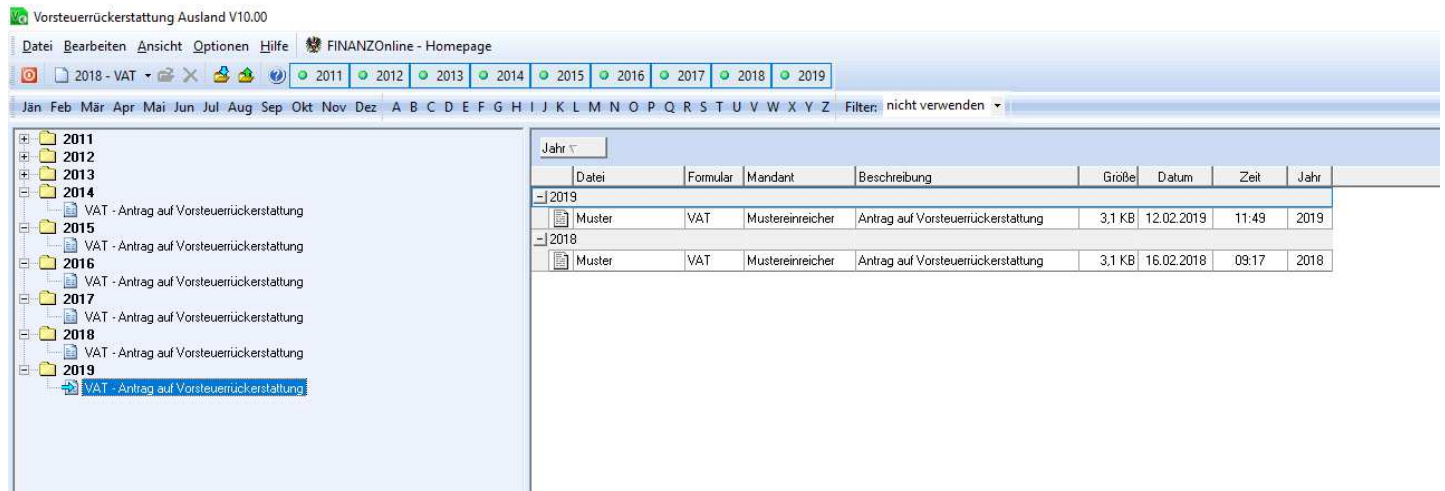 Vorsteuerrückerstattung Ausland V10.00
Datei Bearbeiten Ansicht Optionen Hilfe FINANZOnline - Homepage
2018 - VAT 2011 2012 2013 2014 2015 2016 2017 2018 2019
Jän Feb Mär Apr Mai Jun Jul Aug Sep Okt Nov Dez A B C D E F G H I J K L M N O P Q R S T U V W X Y Z Filter: nicht verwenden
2011
2012
2013
2014
VAT - Antrag auf Vorsteuerrückerstattung
2015
VAT - Antrag auf Vorsteuerrückerstattung
2016
VAT - Antrag auf Vorsteuerrückerstattung
2017
VAT - Antrag auf Vorsteuerrückerstattung
2018
VAT - Antrag auf Vorsteuerrückerstattung
2019
VAT - Antrag auf Vorsteuerrückerstattung
Jahr
Datei Formular Mandant Beschreibung Größe Datum Zeit Jahr
2019
Muster VAT Mustereinreicher Antrag auf Vorsteuerrückerstattung 3,1 KB 12.02.2019 11:49 2019
2018
Muster VAT Mustereinreicher Antrag auf Vorsteuerrückerstattung 3,1 KB 16.02.2018 09:17 2018